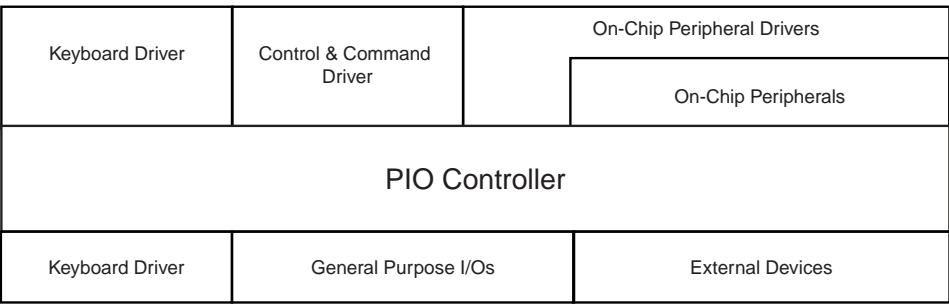 Keyboard Driver
Control & Command
Driver
On-Chip Peripheral Drivers
On-Chip Peripherals
PIO Controller
Keyboard Driver
General Purpose I/Os
External Devices